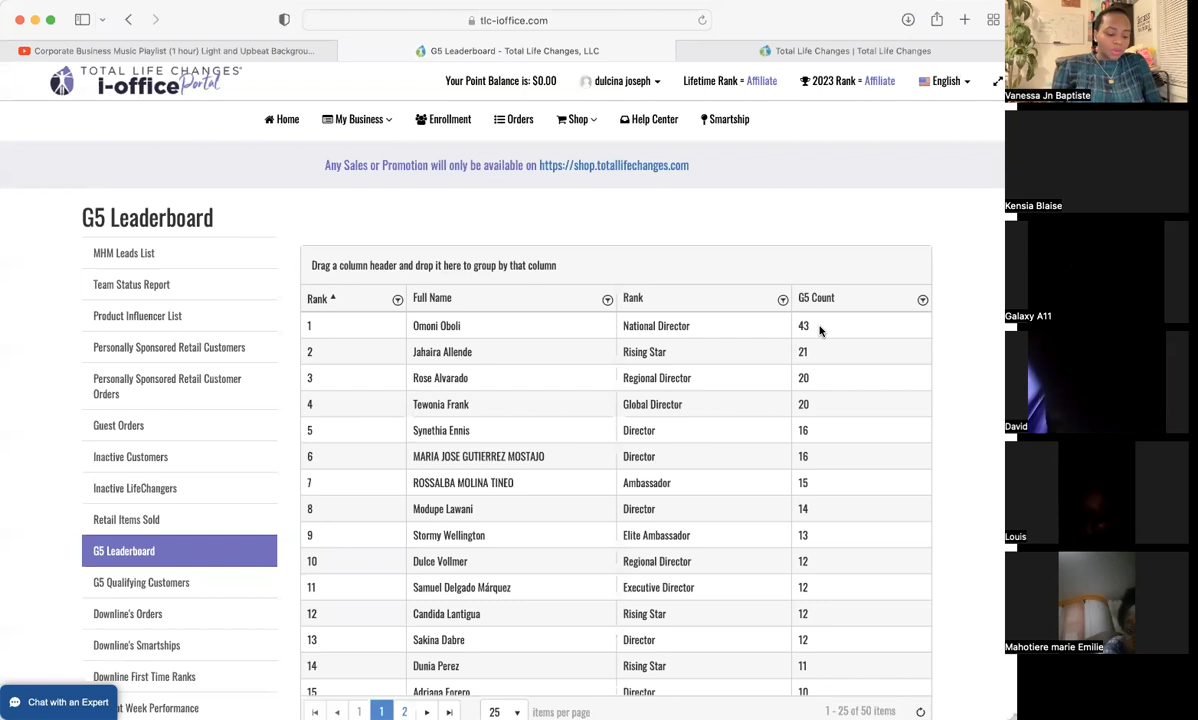 tlc-ioffice.com
Corporate Business Music Playlist (1 hour) Light and Upbeat Backgrou...
G5 Leaderboard - Total Life Changes, LLC
Total Life Changes | Total Life Changes
TOTAL LIFE CHANGES®
i-office Portal
Your Point Balance is: $0.00
dulcina joseph
Lifetime Rank = Affiliate
2023 Rank = Affiliate
English
Home
My Business
Enrollment
Orders
Shop
Help Center
Smartship
Any Sales or Promotion will only be available on https://shop.totallifechanges.com
G5 Leaderboard
MHM Leads List
Team Status Report
Product Influencer List
Personally Sponsored Retail Customers
Personally Sponsored Retail Customer
Orders
Guest Orders
Inactive Customers
Inactive LifeChangers
Retail Items Sold
G5 Leaderboard
G5 Qualifying Customers
Downline's Orders
Downline's Smartships
Downline First Time Ranks
nt Week Performance
Chat with an Expert
Drag a column header and drop it here to group by that column
Rank Full Name Rank G5 Count
1 Omoni Oboli National Director 43
2 Jahaira Allende Rising Star 21
3 Rose Alvarado Regional Director 20
4 Tewonia Frank Global Director 20
5 Synethia Ennis Director 16
6 MARIA JOSE GUTIERREZ MOSTAJO Director 16
7 ROSSALBA MOLINA TINEO Ambassador 15
8 Modupe Lawani Director 14
9 Stormy Wellington Elite Ambassador 13
10 Dulce Vollmer Regional Director 12
11 Samuel Delgado Márquez Executive Director 12
12 Candida Lantigua Rising Star 12
13 Sakina Dabre Director 12
14 Dunia Perez Rising Star 11
15 Adriana Forero Director 10
1 1 2 25 items per page 1 - 25 of 50 items
Vanessa Jn Baptiste
Kensia Blaise
Galaxy A11
David
Louis
Mahotiere marie Emilie